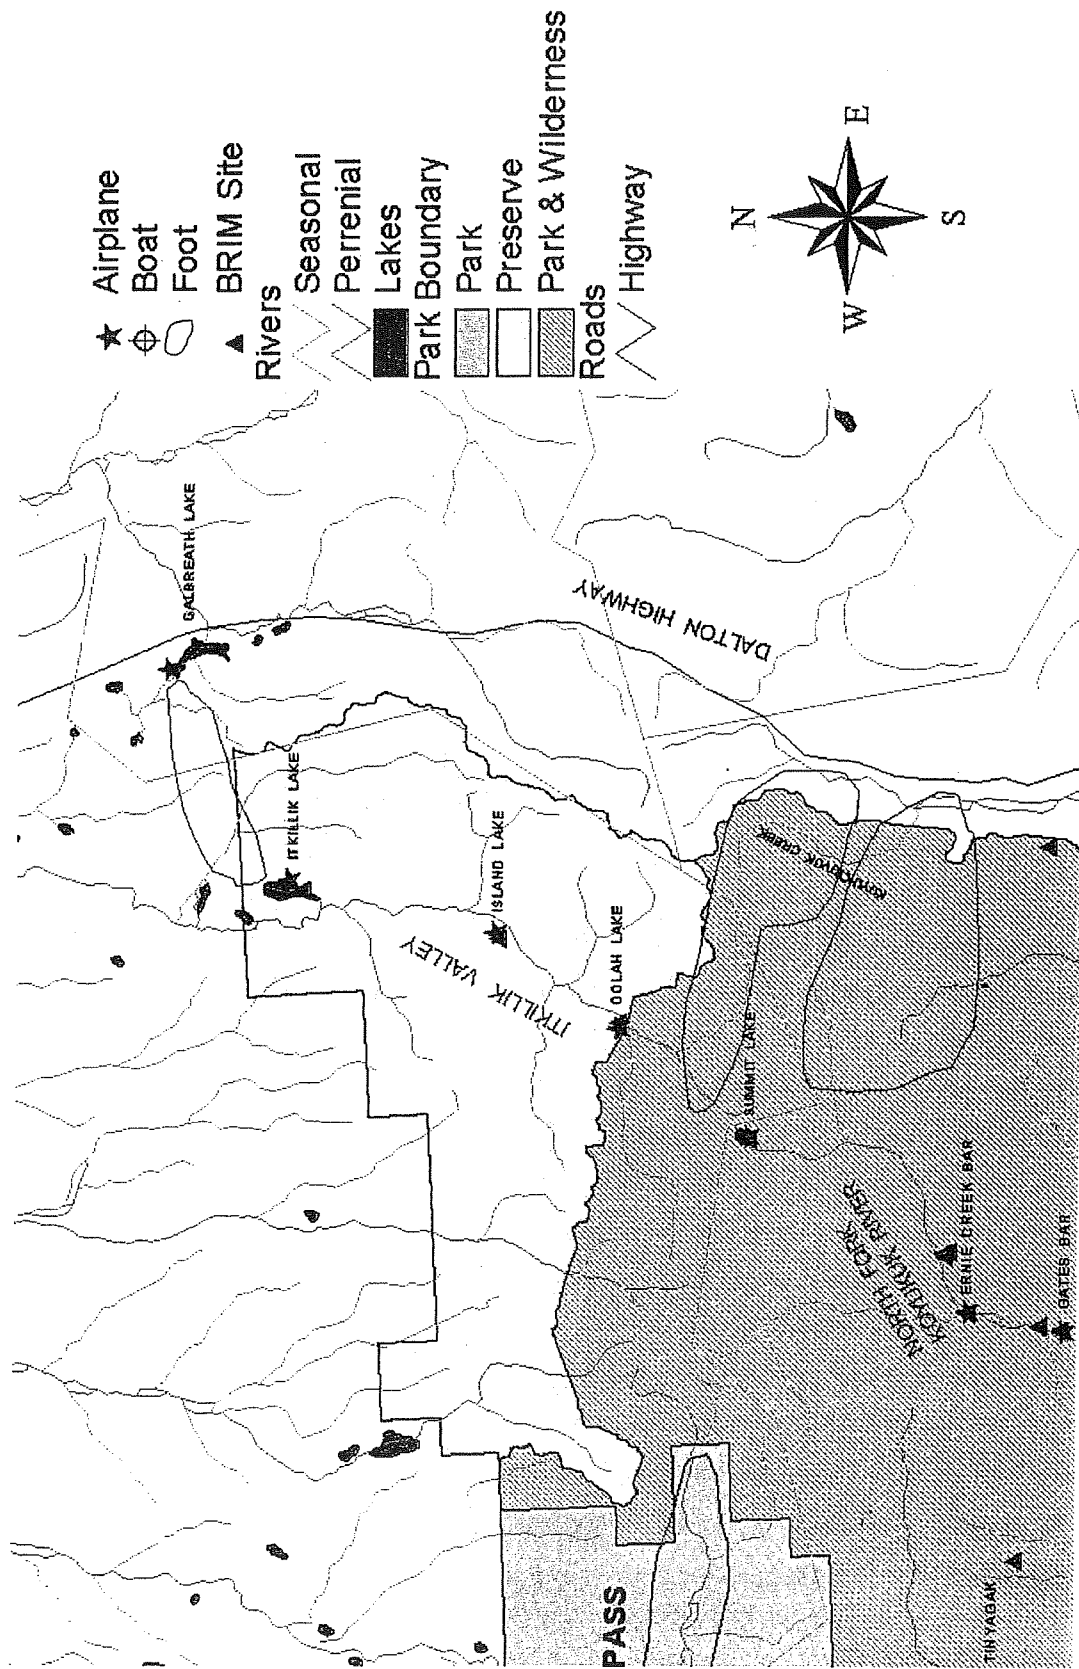 Airplane
Boat
Foot
BRIM Site
Rivers
Seasonal
Perrenial
Lakes
Park Boundary
Park
Preserve
Park & Wilderness
Roads
Highway
N
E
S
W
GALBREATH LAKE
DALTON HIGHWAY
ITKILLIK LAKE
ISLAND LAKE
ITKILLIK VALLEY
OOLAH LAKE
KUYUKTUVUK CREEK
SUMMIT LAKE
NORTH FORK
KOYUKUK RIVER
ERNIE CREEK BAR
GATES BAR
PASS
TINYAGAK